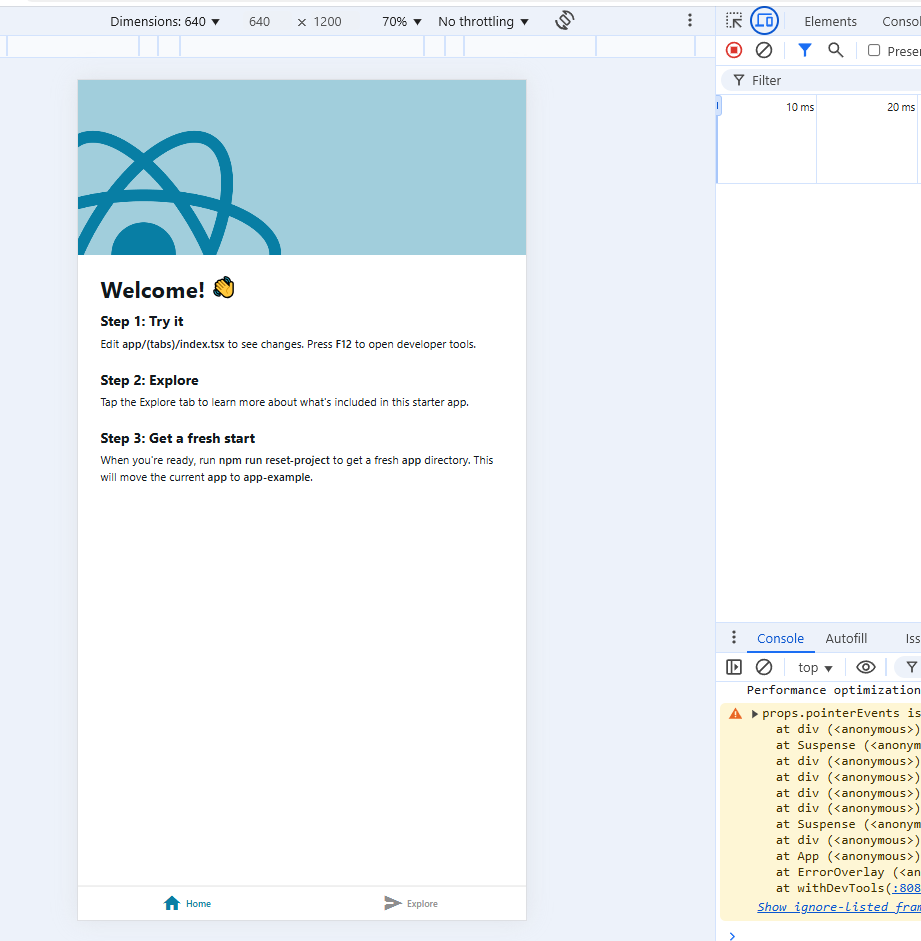 Dimensions: 640 640 × 1200 70% No throttling
Elements Consol
Preser
Filter
10 ms 20 ms
Welcome! 👋
Step 1: Try it
Edit app/(tabs)/index.tsx to see changes. Press F12 to open developer tools.
Step 2: Explore
Tap the Explore tab to learn more about what's included in this starter app.
Step 3: Get a fresh start
When you're ready, run npm run reset-project to get a fresh app directory. This
will move the current app to app-example.
Home Explore
Console Autofill Iss
top
Performance optimization
props.pointerEvents is
at div (<anonymous>)
at Suspense (<anonym
at div (<anonymous>)
at div (<anonymous>)
at div (<anonymous>)
at div (<anonymous>)
at Suspense (<anonym
at div (<anonymous>)
at App (<anonymous>)
at ErrorOverlay (<an
at withDevTools(:808
Show ignore-listed fram